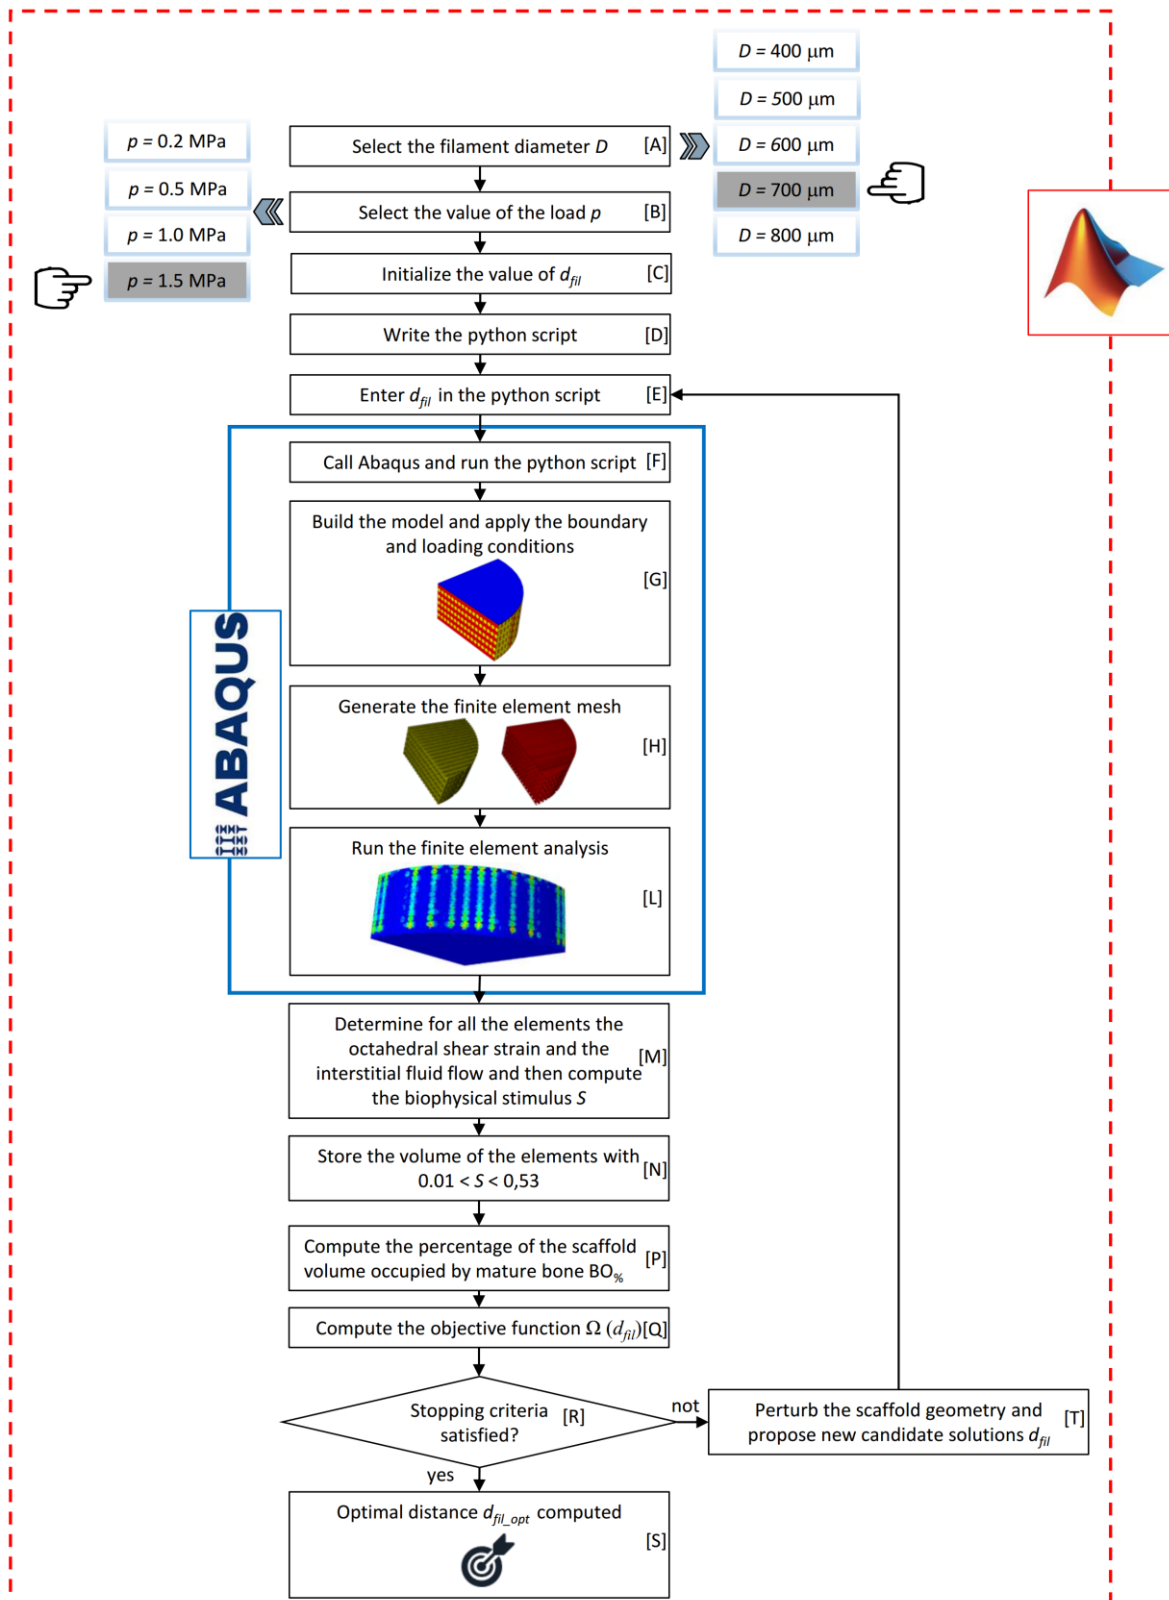 D = 400 μm
D = 500 μm
D = 600 μm
D = 700 μm
D = 800 μm
p = 0.2 MPa
p = 0.5 MPa
p = 1.0 MPa
p = 1.5 MPa
Select the filament diameter D [A]
Select the value of the load p [B]
Initialize the value of dfil [C]
Write the python script [D]
Enter dfil in the python script [E]
Call Abaqus and run the python script [F]
Build the model and apply the boundary
and loading conditions
[G]
Generate the finite element mesh
[H]
Run the finite element analysis
[L]
ABAQUS
Determine for all the elements the
octahedral shear strain and the
interstitial fluid flow and then compute
the biophysical stimulus S
[M]
Store the volume of the elements with
0.01 < S < 0,53
[N]
Compute the percentage of the scaffold
volume occupied by mature bone BO%
[P]
Compute the objective function Ω (dfil)[Q]
Stopping criteria
satisfied?
[R]
not
yes
Perturb the scaffold geometry and
propose new candidate solutions dfil
[T]
Optimal distance dfil_opt computed
[S]